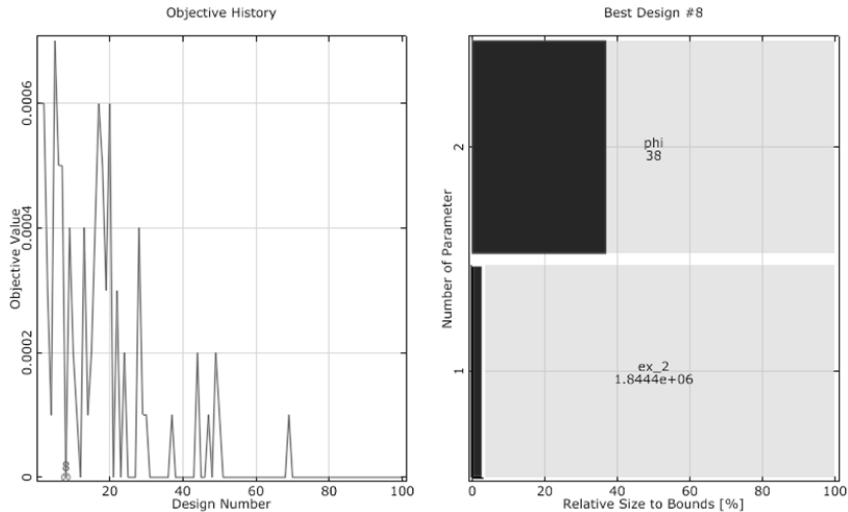 Objective History
Objective Value
0.0006
0.0004
0.0002
0
8
20
40
60
80
100
Design Number
Best Design #8
Number of Parameter
2
1
phi
38
ex_2
1.8444e+06
0
20
40
60
80
100
Relative Size to Bounds [%]